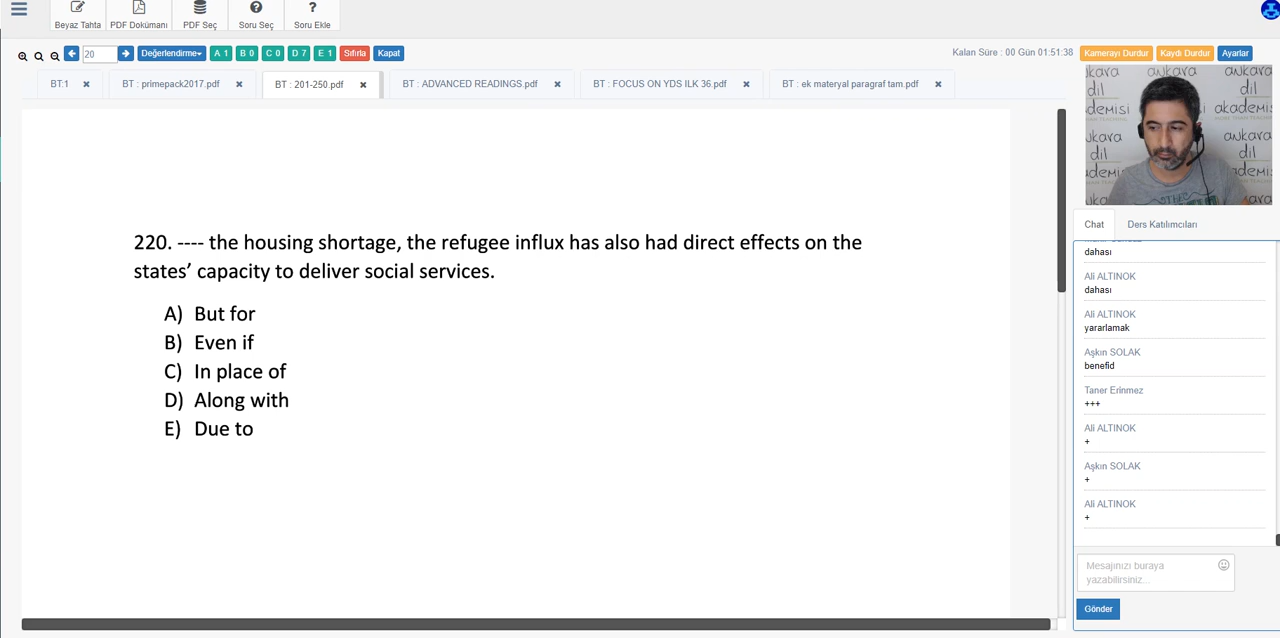 Beyaz Tahta PDF Dokümanı PDF Seç Soru Seç Soru Ekle
20 Değerlendirme A 1 B 0 C 0 D 7 E 1 Sıfırla Kapat
Kalan Süre : 00 Gün 01:51:38 Kamerayı Durdur Kaydı Durdur Ayarlar
BT:1 BT : primepack2017.pdf BT : 201-250.pdf BT : ADVANCED READINGS.pdf BT : FOCUS ON YDS ILK 36.pdf BT : ek materyal paragraf tam.pdf
220. ---- the housing shortage, the refugee influx has also had direct effects on the
states’ capacity to deliver social services.
A) But for
B) Even if
C) In place of
D) Along with
E) Due to
ankara
dil
akademisi
ankara
dil
Chat Ders Katılımcıları
dahası
Ali ALTINOK
dahası
Ali ALTINOK
yararlamak
Aşkın SOLAK
benefid
Taner Erinmez
+++
Ali ALTINOK
+
Aşkın SOLAK
+
Ali ALTINOK
+
Mesajınızı buraya
yazabilirsiniz...
Gönder